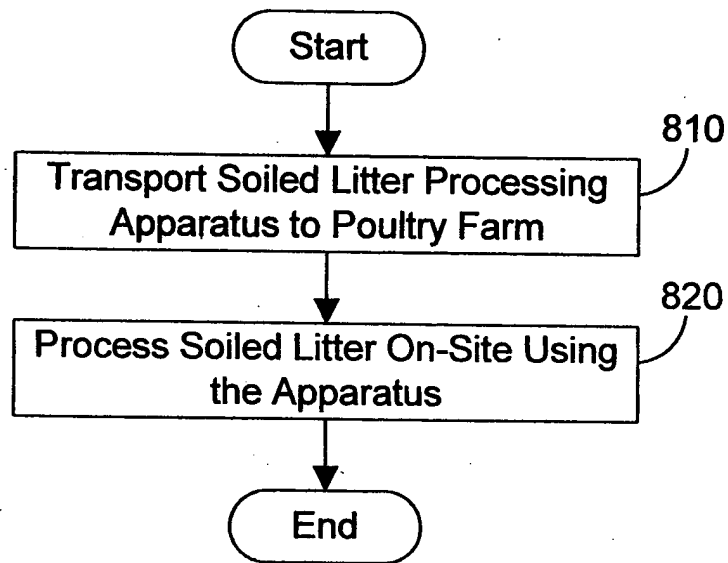 Start
810
Transport Soiled Litter Processing
Apparatus to Poultry Farm
820
Process Soiled Litter On-Site Using
the Apparatus
End